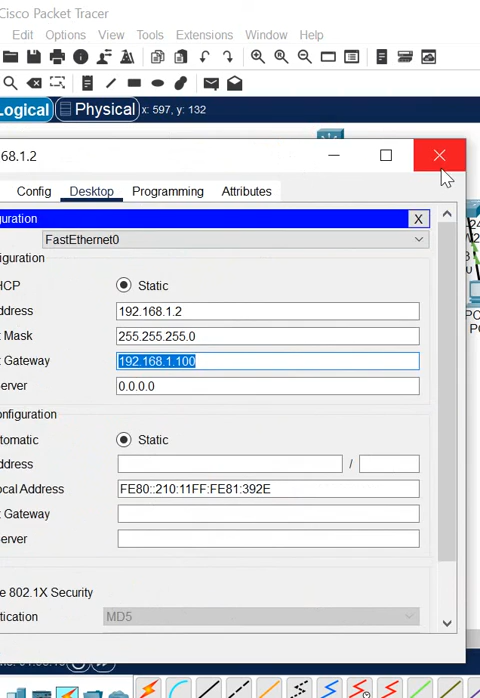 Cisco Packet Tracer
Edit Options View Tools Extensions Window Help
Logical Physical x: 597, y: 132
68.1.2
Config Desktop Programming Attributes
uration X
FastEthernet0
iguration
HCP Static
ddress 192.168.1.2
t Mask 255.255.255.0
t Gateway 192.168.1.100
erver 0.0.0.0
onfiguration
tomatic Static
ddress /
ocal Address FE80::210:11FF:FE81:392E
t Gateway
erver
e 802.1X Security
tication MD5